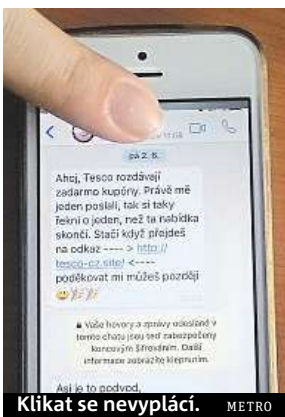 pá 2. 6.
Ahoj, Tesco rozdávají
zadarmo kupóny. Právě mě
jeden poslali, tak si taky
řekni o jeden, než ta nabídka
skončí. Stačí když přejdeš
na odkaz ---- > http://
tesco-cz.site/ <----
poděkovat mi můžeš později
Vaše hovory a zprávy odeslané v
tomto chatu jsou teď zabezpečeny
koncovým šifrováním. Další
informace zobrazíte klepnutím.
Asi je to podvod,
Klikat se nevyplácí. METRO